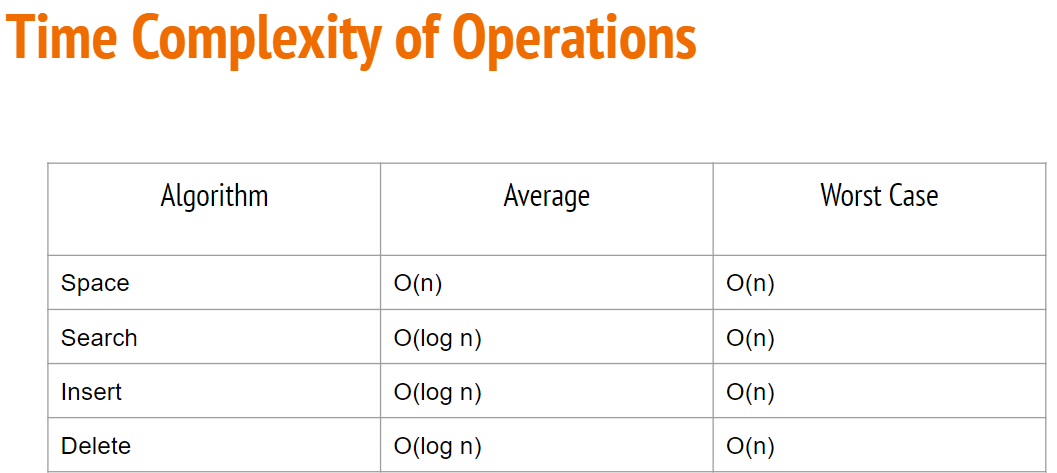 Time Complexity of Operations
Algorithm Average Worst Case
Space O(n) O(n)
Search O(log n) O(n)
Insert O(log n) O(n)
Delete O(log n) O(n)